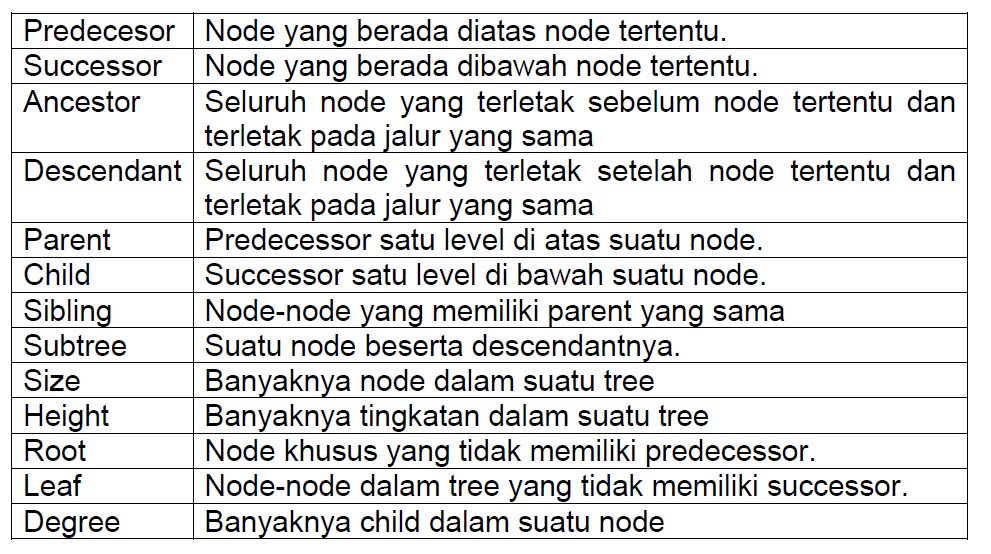 Predecesor Node yang berada diatas node tertentu.
Successor Node yang berada dibawah node tertentu.
Ancestor Seluruh node yang terletak sebelum node tertentu dan
terletak pada jalur yang sama
Descendant Seluruh node yang terletak setelah node tertentu dan
terletak pada jalur yang sama
Parent Predecessor satu level di atas suatu node.
Child Successor satu level di bawah suatu node.
Sibling Node-node yang memiliki parent yang sama
Subtree Suatu node beserta descendantnya.
Size Banyaknya node dalam suatu tree
Height Banyaknya tingkatan dalam suatu tree
Root Node khusus yang tidak memiliki predecessor.
Leaf Node-node dalam tree yang tidak memiliki successor.
Degree Banyaknya child dalam suatu node